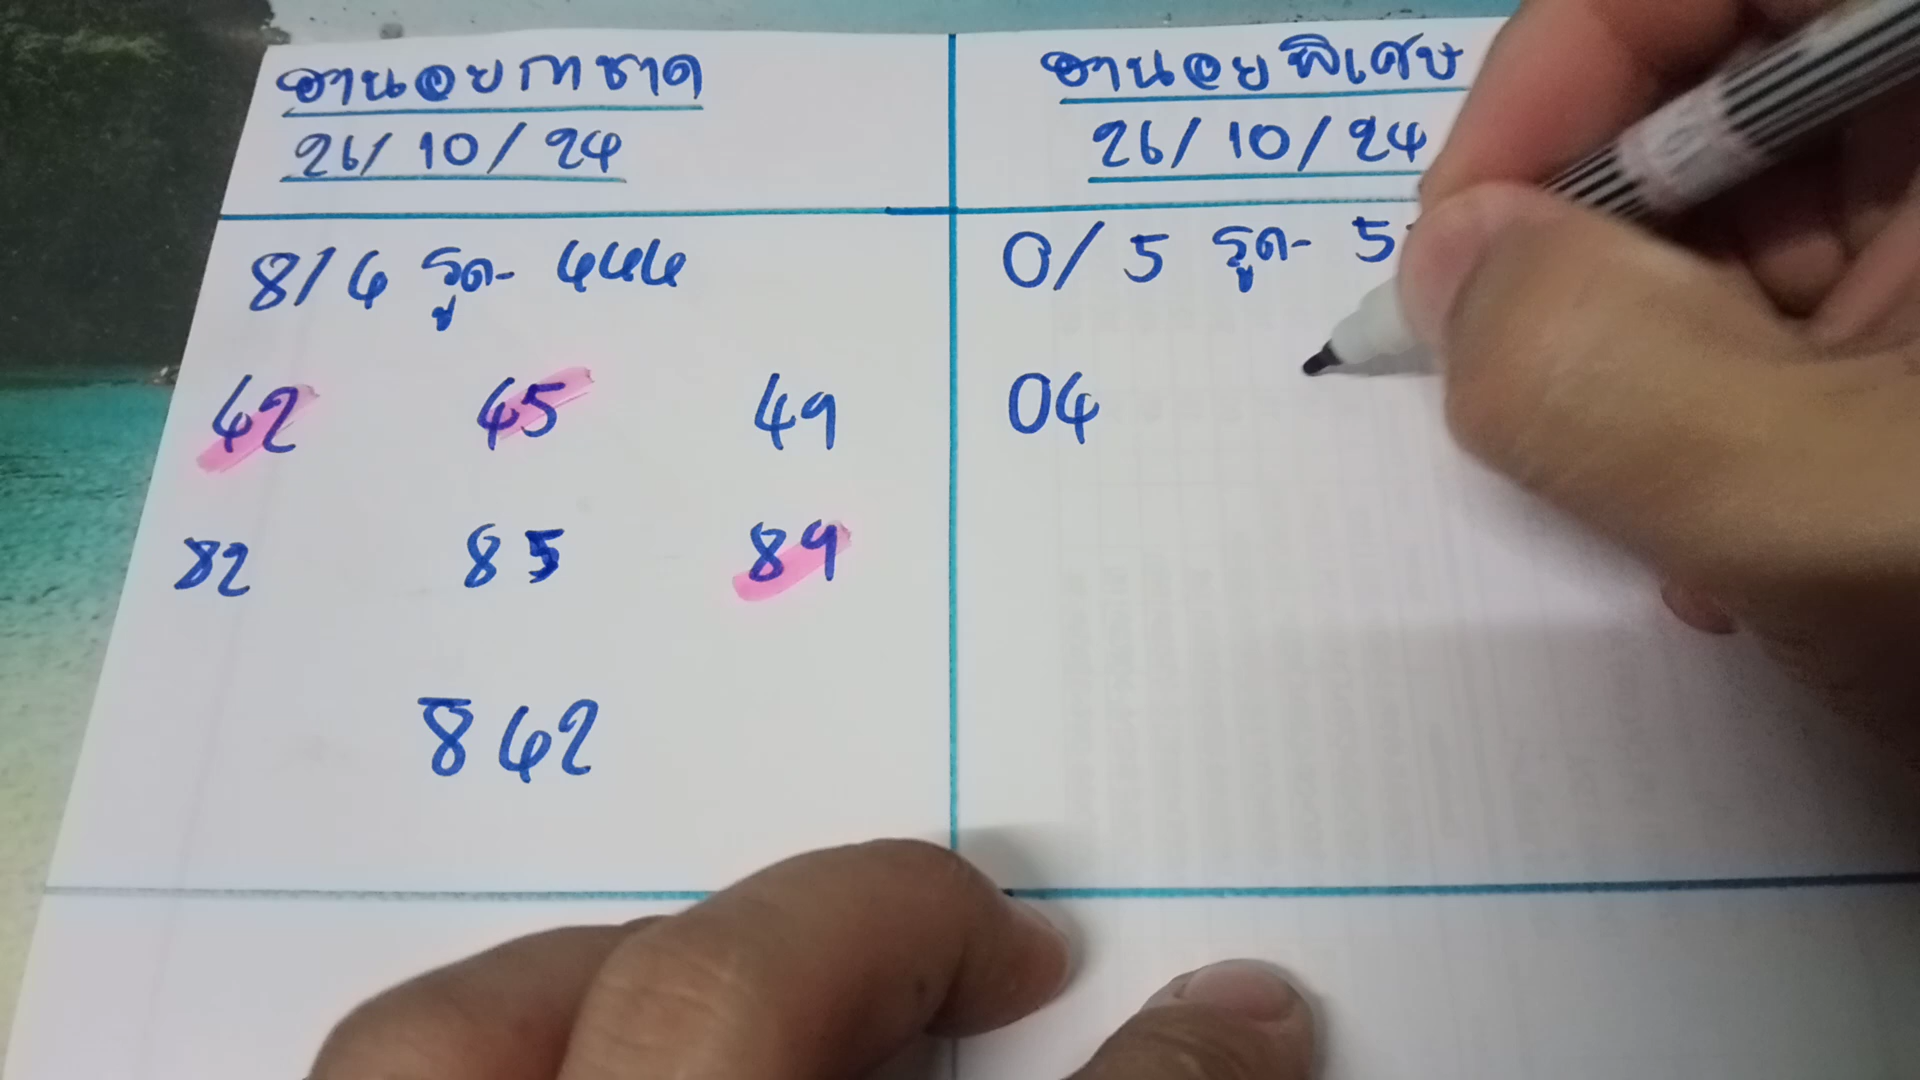 ฮานอยกาชาด
26/10/24
8/4 รูด- 444
42 45 49
82 85 89
842
ฮานอยพิเศษ
26/10/24
0/5 รูด- 5
04